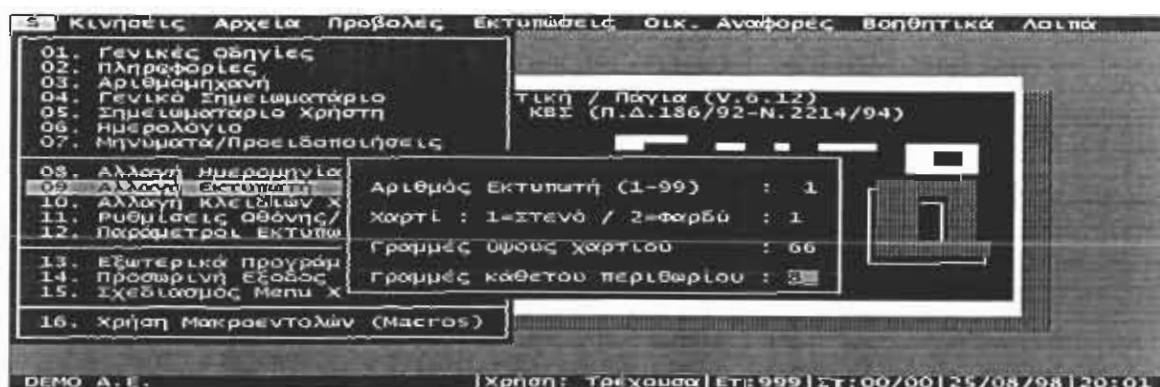 Κινήσεις Αρχεία Προβολές Εκτυπώσεις Οικ. Αναφορές Βοηθητικά Λοιπά
01. Γενικές Οδηγίες
02. Πληροφορίες
03. Αριθμομηχανή
04. Γενικό Σημειωματάριο
05. Σημειωματάριο Χρήστη
06. Ημερολόγιο
07. Μηνύματα/Προειδοποιήσεις
τική / Πάγια (V.6.12)
ΚΒΣ (Π.Δ.186/92-Ν.2214/94)
08. Αλλαγή Ημερομηνία
09. Αλλαγή Εκτυπωτή
10. Αλλαγή Κλειδιών Χ
11. Ρυθμίσεις Οθόνης/
12. Παράμετροι Εκτυπω
13. Εξωτερικά Προγράμ
14. Προσωρινή Εξοδος
15. Σχεδιασμός Menu Χ
16. Χρήση Μακροεντολών (Macros)
Αριθμός Εκτυπωτή (1-99) : 1
Χαρτί : 1=Στενό / 2=Φαρδύ : 1
Γραμμές ύψους χαρτιού : 66
Γραμμές κάθετου περιθωρίου :
DEMO Α.Ε. |Χρήση: Τρέχουσα|Ετ:999|Στ:00/00|25/08/98|20:01